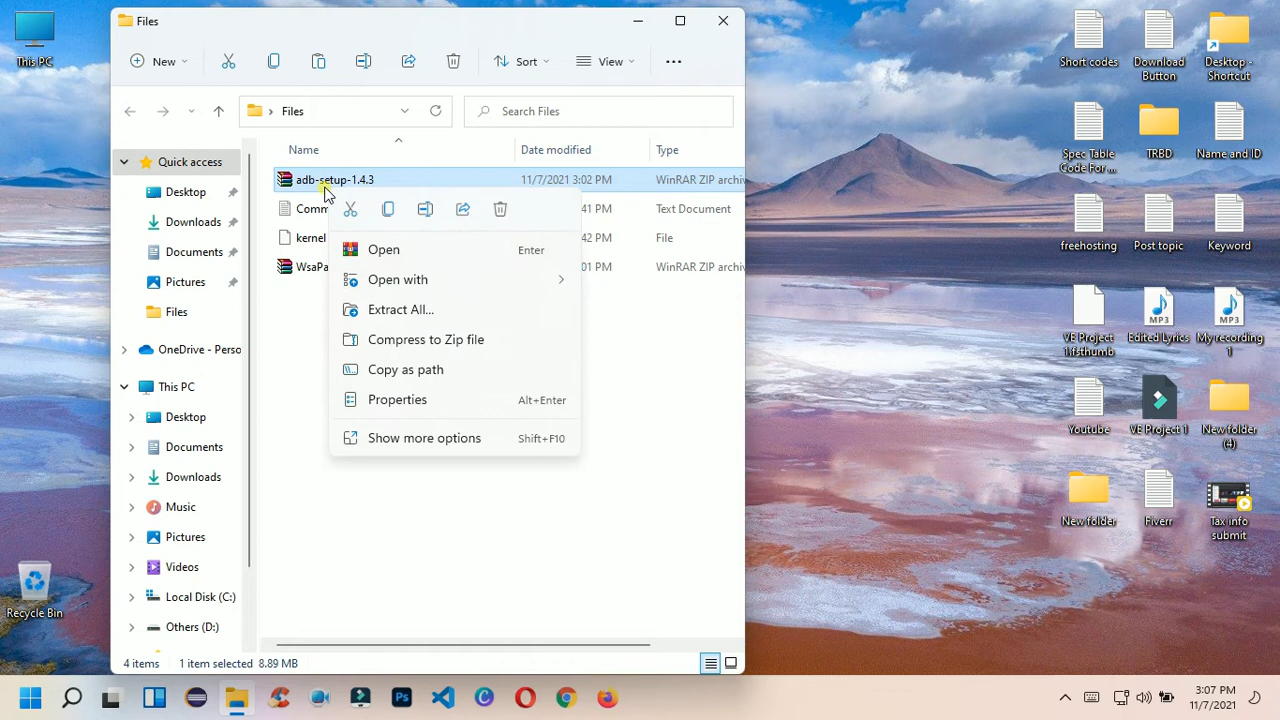 Files
New
Sort
View
Files
Search Files
Name
Date modified
Type
Quick access
Desktop
Downloads
Documents
Pictures
Files
OneDrive - Perso
This PC
Desktop
Documents
Downloads
Music
Pictures
Videos
Local Disk (C:)
Others (D:)
adb-setup-1.4.3
11/7/2021 3:02 PM
WinRAR ZIP archiv
Comm
41 PM
Text Document
kernel
42 PM
File
WsaPa
01 PM
WinRAR ZIP archiv
Open
Enter
Open with
Extract All...
Compress to Zip file
Copy as path
Properties
Alt+Enter
Show more options
Shift+F10
4 items
1 item selected
8.89 MB
This PC
Recycle Bin
Short codes
Download
Button
Desktop -
Shortcut
Spec Table
Code For ...
TRBD
Name and ID
freehosting
Post topic
Keyword
MP3
MP3
VE Project
1.fsthumb
Edited lyrics
My recording
1
Youtube
VE Project 1
New folder
(4)
New folder
Fiverr
Tax info
submit
Ps
3:07 PM
11/7/2021